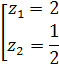 z₁ = 2
z₂ = 1/2